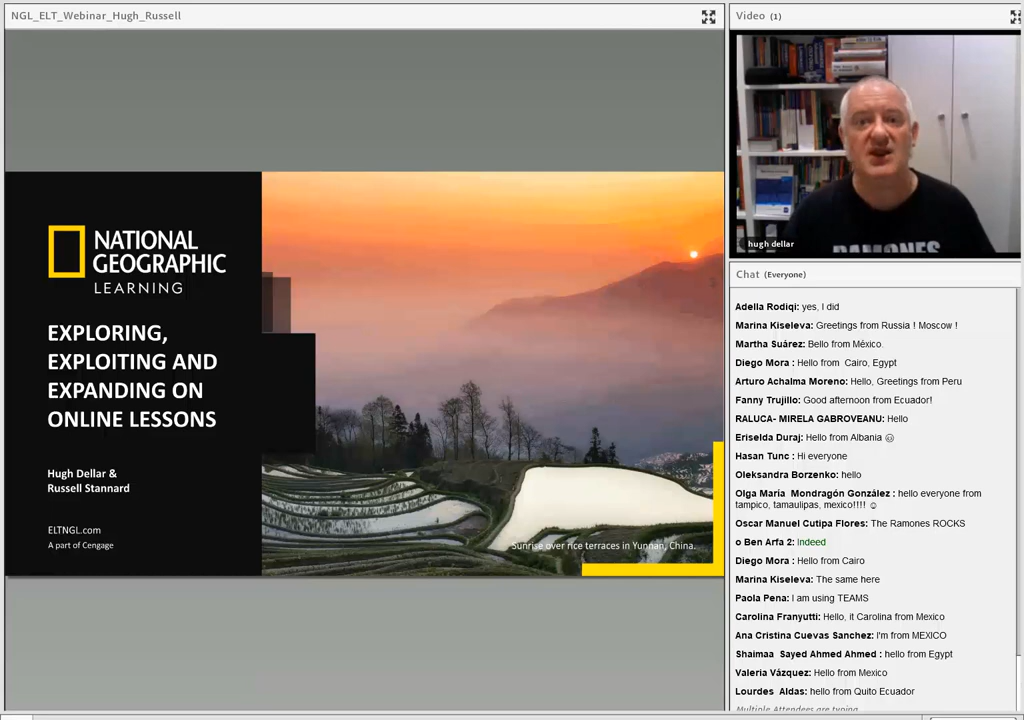 NGL_ELT_Webinar_Hugh_Russell
NATIONAL
GEOGRAPHIC
LEARNING
EXPLORING,
EXPLOITING AND
EXPANDING ON
ONLINE LESSONS
Hugh Dellar &
Russell Stannard
ELTNGL.com
A part of Cengage
Sunrise over rice terraces in Yunnan, China.
Video (1)
RAMONES
hugh dellar
Chat (Everyone)
Adella Rodiqi: yes, I did
Marina Kiseleva: Greetings from Russia ! Moscow !
Martha Suárez: Bello from México.
Diego Mora : Hello from Cairo, Egypt
Arturo Achalma Moreno: Hello, Greetings from Peru
Fanny Trujillo: Good afternoon from Ecuador!
RALUCA- MIRELA GABROVEANU: Hello
Eriselda Duraj: Hello from Albania 😃
Hasan Tunc : Hi everyone
Oleksandra Borzenko: hello
Olga María Mondragón González : hello everyone from
tampico, tamaulipas, mexico!!!! ☺
Oscar Manuel Cutipa Flores: The Ramones ROCKS
o Ben Arfa 2: Indeed
Diego Mora : Hello from Cairo
Marina Kiseleva: The same here
Paola Pena: I am using TEAMS
Carolina Franyutti: Hello, it Carolina from Mexico
Ana Cristina Cuevas Sanchez: I'm from MEXICO
Shaimaa Sayed Ahmed Ahmed : hello from Egypt
Valeria Vázquez: Hello from Mexico
Lourdes Aldas: hello from Quito Ecuador
Multiple Attendees are typing